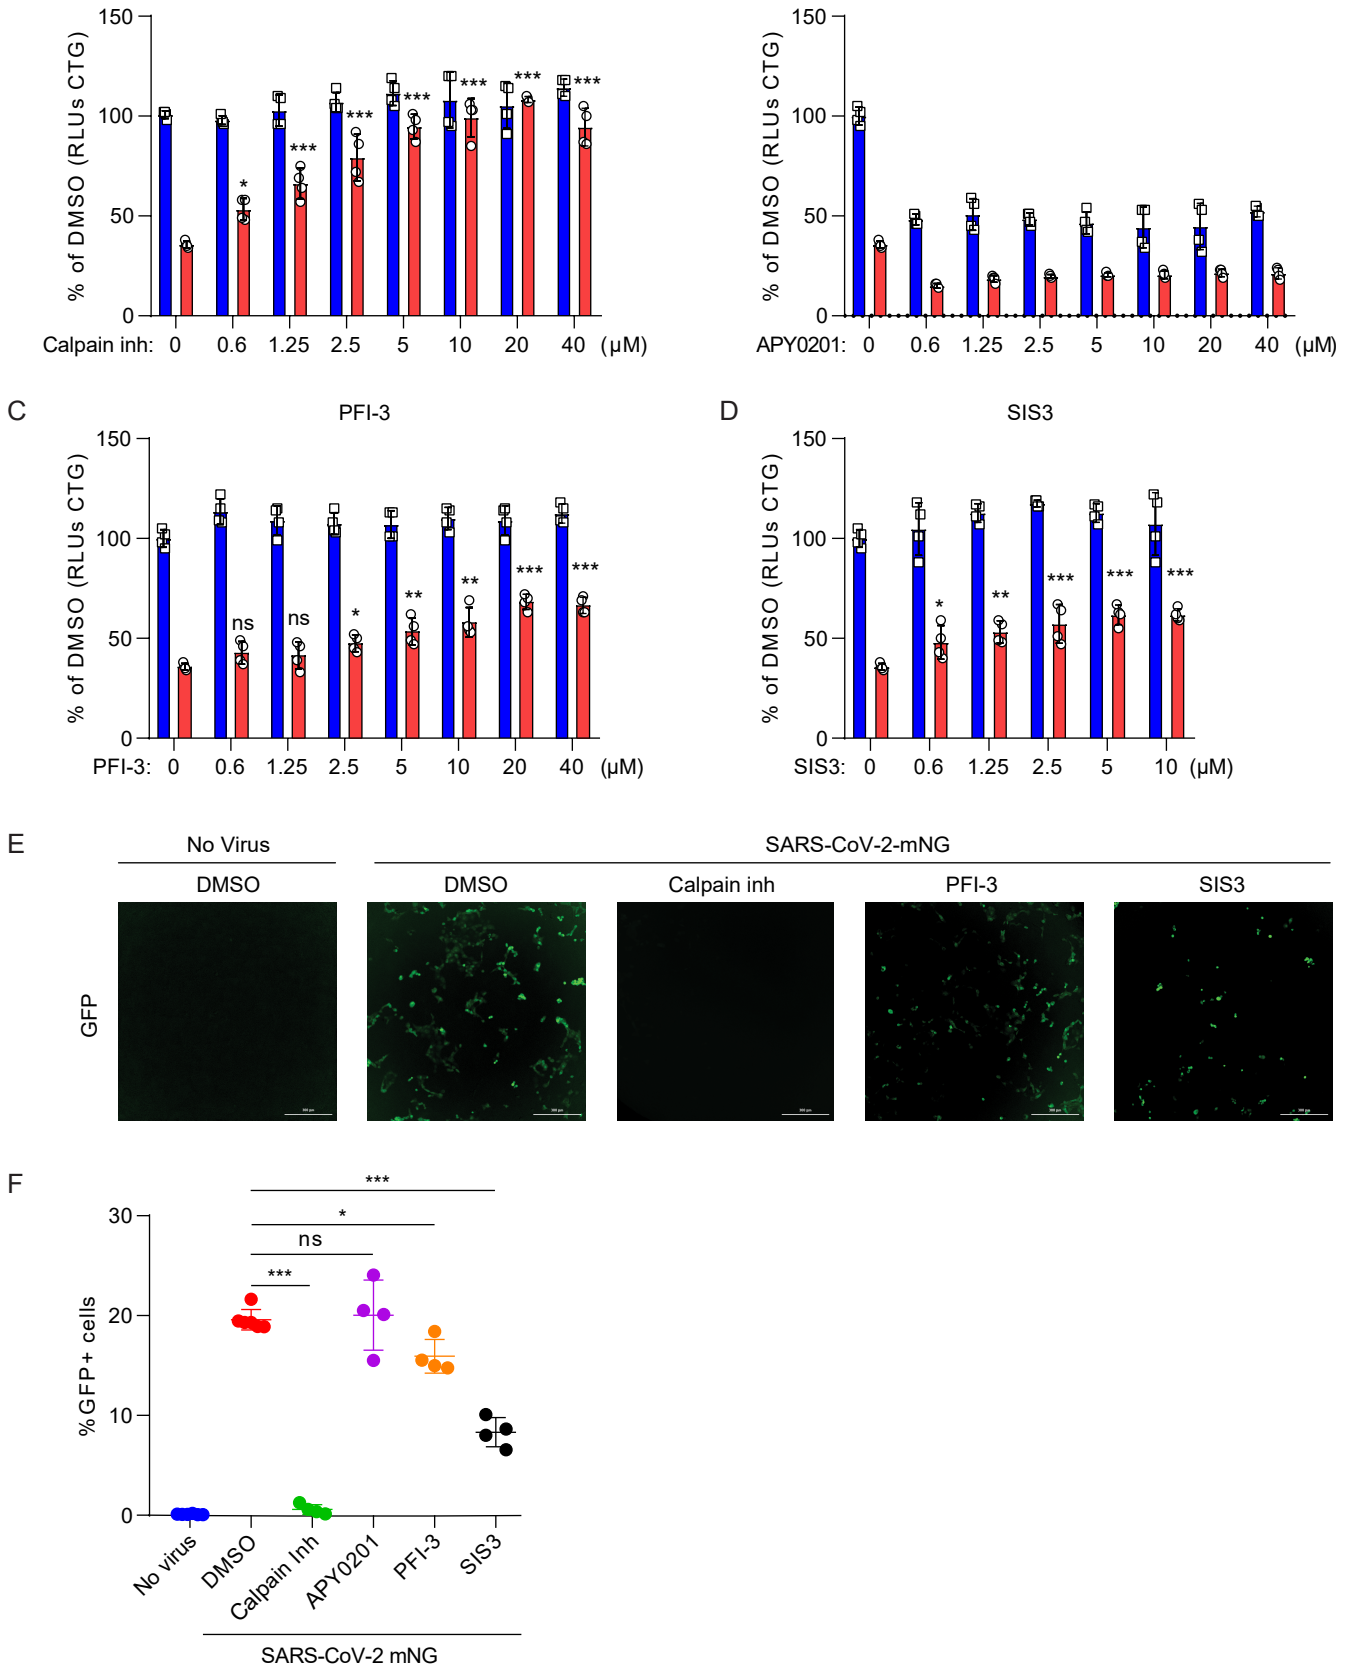 150
100
50
0
% of DMSO (RLUs CTG)
* *** *** *** *** *** ***
Calpain inh: 0 0.6 1.25 2.5 5 10 20 40 (µM)
150
100
50
0
% of DMSO (RLUs CTG)
APY0201: 0 0.6 1.25 2.5 5 10 20 40 (µM)
C
PFI-3
150
100
50
0
% of DMSO (RLUs CTG)
ns ns * ** ** *** ***
PFI-3: 0 0.6 1.25 2.5 5 10 20 40 (µM)
D
SIS3
150
100
50
0
% of DMSO (RLUs CTG)
* ** *** *** ***
SIS3: 0 0.6 1.25 2.5 5 10 (µM)
E
No Virus SARS-CoV-2-mNG
DMSO DMSO Calpain inh PFI-3 SIS3
GFP
F
***
*
ns
***
30
20
10
0
%GFP+ cells
No virus
DMSO
Calpain Inh
APY0201
PFI-3
SIS3
SARS-CoV-2 mNG